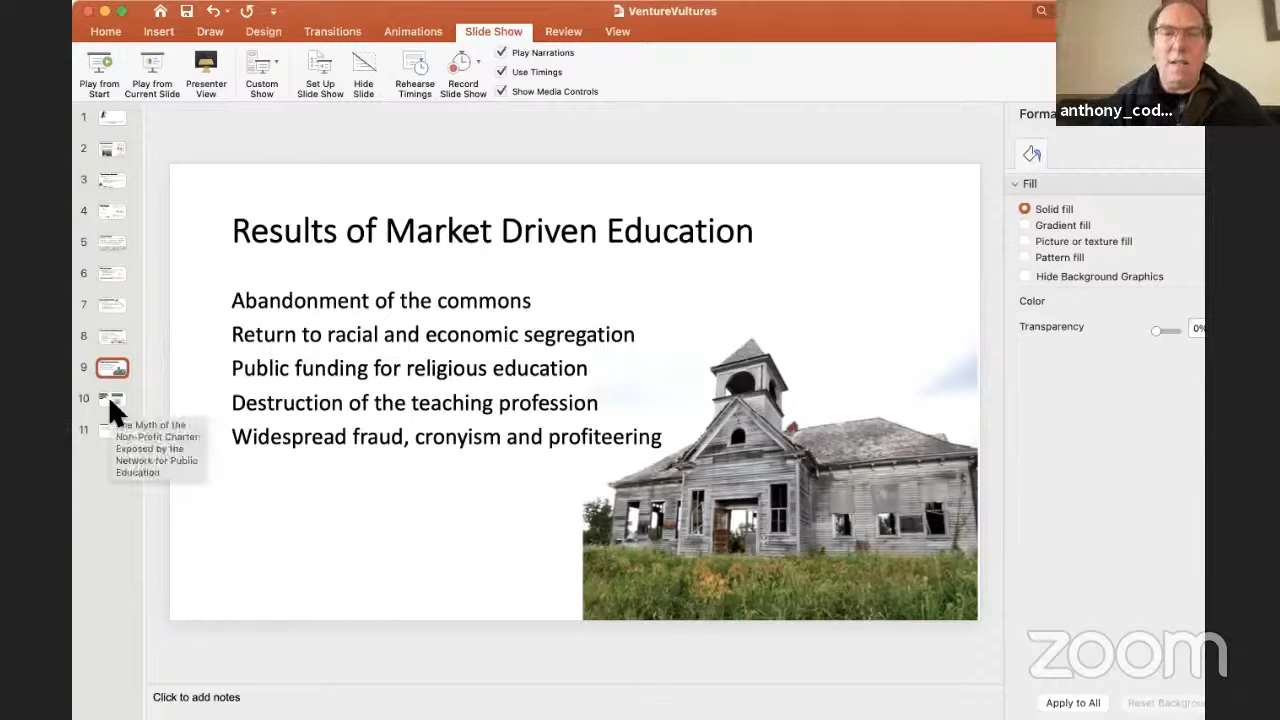 VentureVultures
Home Insert Draw Design Transitions Animations Slide Show Review View
Play from Start
Play from Current Slide
Presenter View
Custom Show
Set Up Slide Show
Hide Slide
Rehearse Timings
Record Slide Show
Play Narrations
Use Timings
Show Media Controls
anthony_cod...
1
2
3
4
5
6
7
8
9
10
11
The Myth of the
Non-Profit Charter:
Exposed by the
Network for Public
Education
Results of Market Driven Education
Abandonment of the commons
Return to racial and economic segregation
Public funding for religious education
Destruction of the teaching profession
Widespread fraud, cronyism and profiteering
Click to add notes
Forma
Fill
Solid fill
Gradient fill
Picture or texture fill
Pattern fill
Hide Background Graphics
Color
Transparency 0%
Apply to All Reset Backgrou
zoom